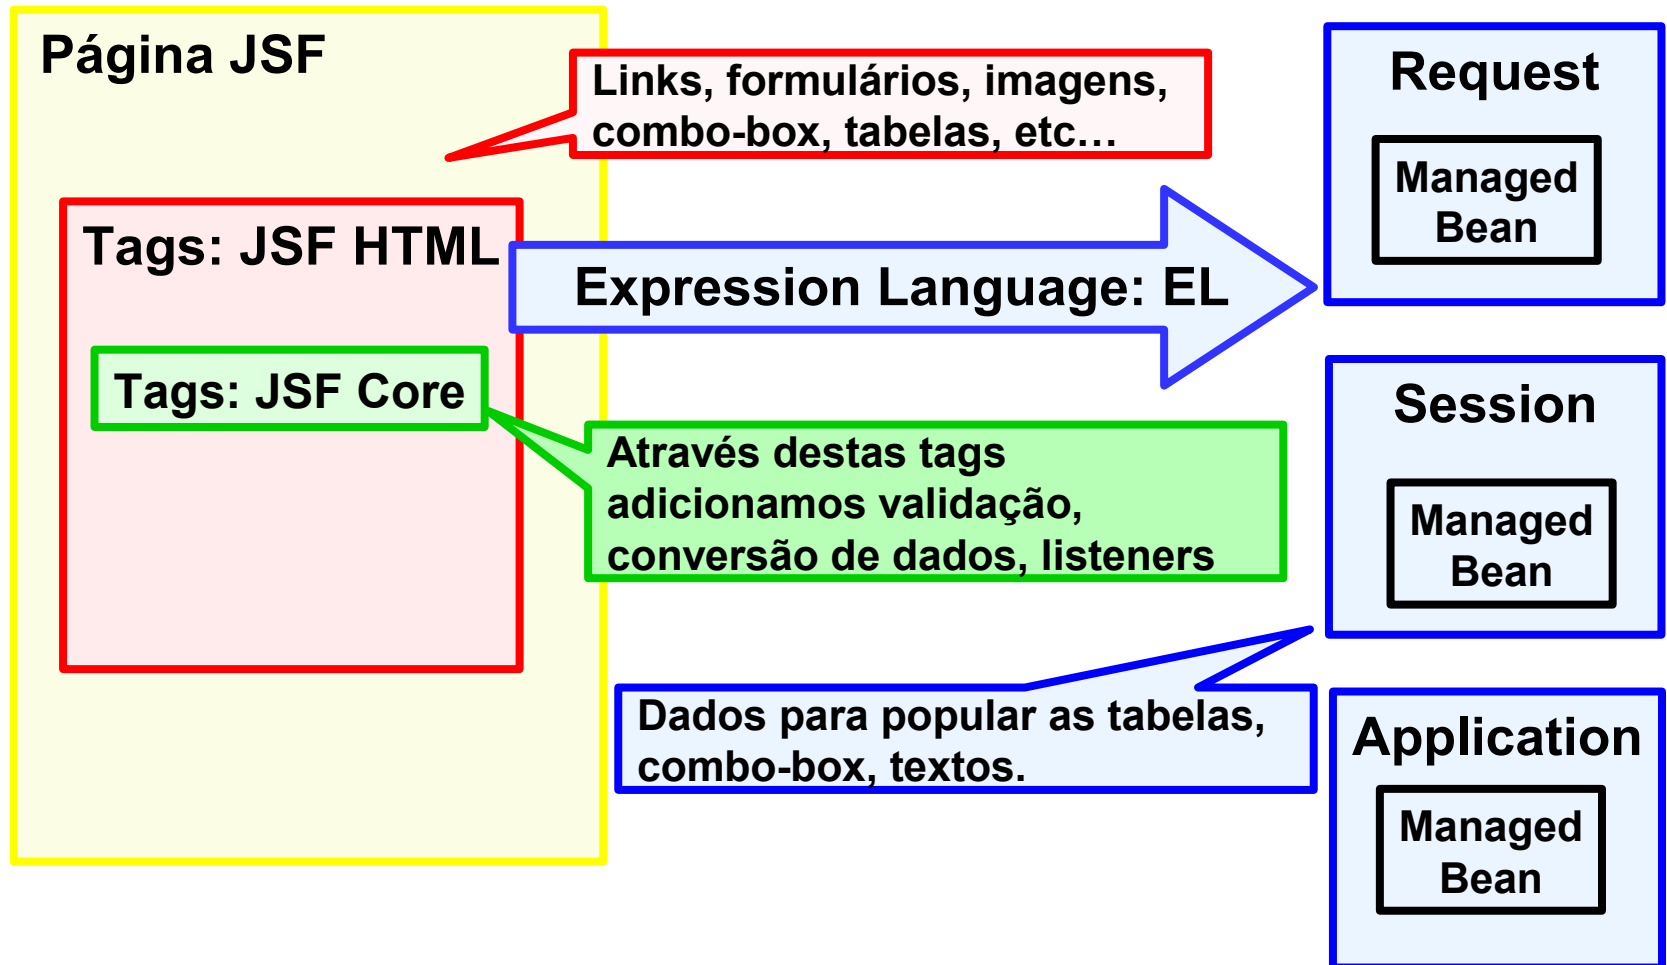 Página JSF
Links, formulários, imagens,
combo-box, tabelas, etc…
Tags: JSF HTML
Expression Language: EL
Tags: JSF Core
Através destas tags
adicionamos validação,
conversão de dados, listeners
Dados para popular as tabelas,
combo-box, textos.
Request
Managed
Bean
Session
Managed
Bean
Application
Managed
Bean